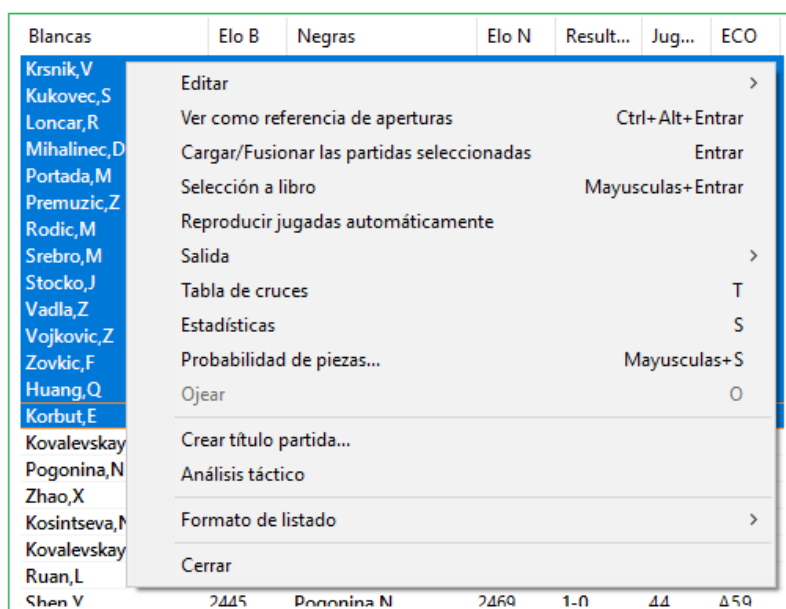 Blancas Elo B Negras Elo N Result... Jug... ECO
Krsnik,V
Kukovec,S
Loncar,R
Mihalinec,D
Portada,M
Premuzic,Z
Rodic,M
Srebro,M
Stocko,J
Vadla,Z
Vojkovic,Z
Zovkic,F
Huang,Q
Korbut,E
Kovalevskay
Pogonina,N
Zhao,X
Kosintseva,N
Kovalevskay
Ruan,L
Shen,Y 2445 Pogonina,N 2469 1-0 44 A59
Editar
Ver como referencia de aperturas Ctrl+Alt+Entrar
Cargar/Fusionar las partidas seleccionadas Entrar
Selección a libro Mayusculas+Entrar
Reproducir jugadas automáticamente
Salida
Tabla de cruces T
Estadísticas S
Probabilidad de piezas... Mayusculas+S
Ojear O
Crear título partida...
Análisis táctico
Formato de listado
Cerrar